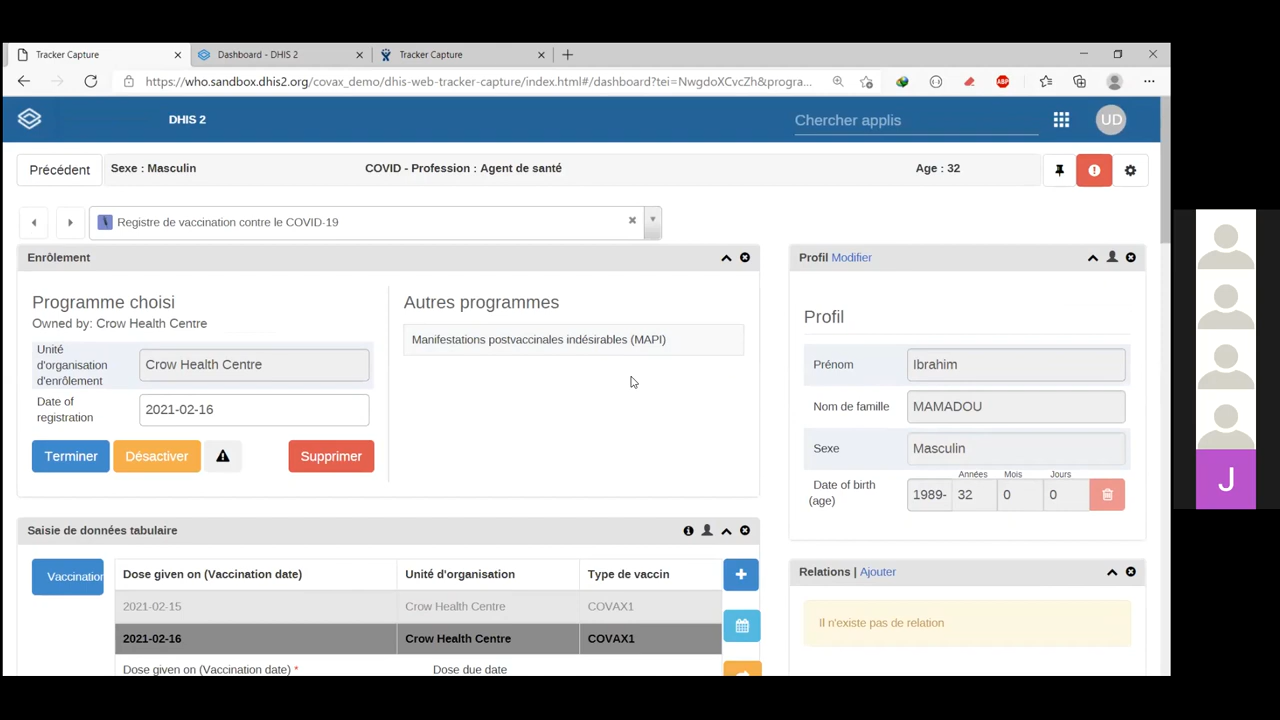 Tracker Capture
Dashboard - DHIS 2
Tracker Capture
https://who.sandbox.dhis2.org/covax_demo/dhis-web-tracker-capture/index.html#/dashboard?tei=NwgdoXCvcZh&progra...
ABP
DHIS 2
Chercher applis
UD
Précédent
Sexe : Masculin
COVID - Profession : Agent de santé
Age : 32
Registre de vaccination contre le COVID-19
Enrôlement
Profil Modifier
Programme choisi
Owned by: Crow Health Centre
Autres programmes
Manifestations postvaccinales indésirables (MAPI)
Unité
d'organisation
d'enrôlement
Crow Health Centre
Date of
registration
2021-02-16
Terminer
Désactiver
Supprimer
Profil
Prénom
Ibrahim
Nom de famille
MAMADOU
Sexe
Masculin
Années
Mois
Jours
Date of birth
(age)
1989-
32
0
0
Saisie de données tabulaire
Vaccination
Dose given on (Vaccination date)
Unité d'organisation
Type de vaccin
2021-02-15
Crow Health Centre
COVAX1
2021-02-16
Crow Health Centre
COVAX1
Dose given on (Vaccination date) *
Dose due date
Relations | Ajouter
Il n'existe pas de relation
J